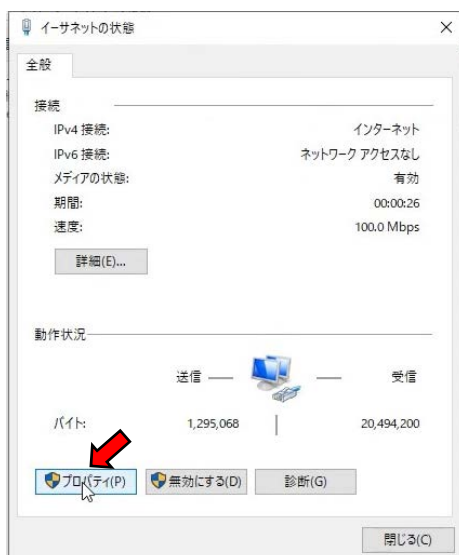 イーサネットの状態
全般
接続
IPv4 接続: インターネット
IPv6 接続: ネットワーク アクセスなし
メディアの状態: 有効
期間: 00:00:26
速度: 100.0 Mbps
詳細(E)...
動作状況
送信 受信
バイト: 1,295,068 20,494,200
プロパティ(P) 無効にする(D) 診断(G)
閉じる(C)